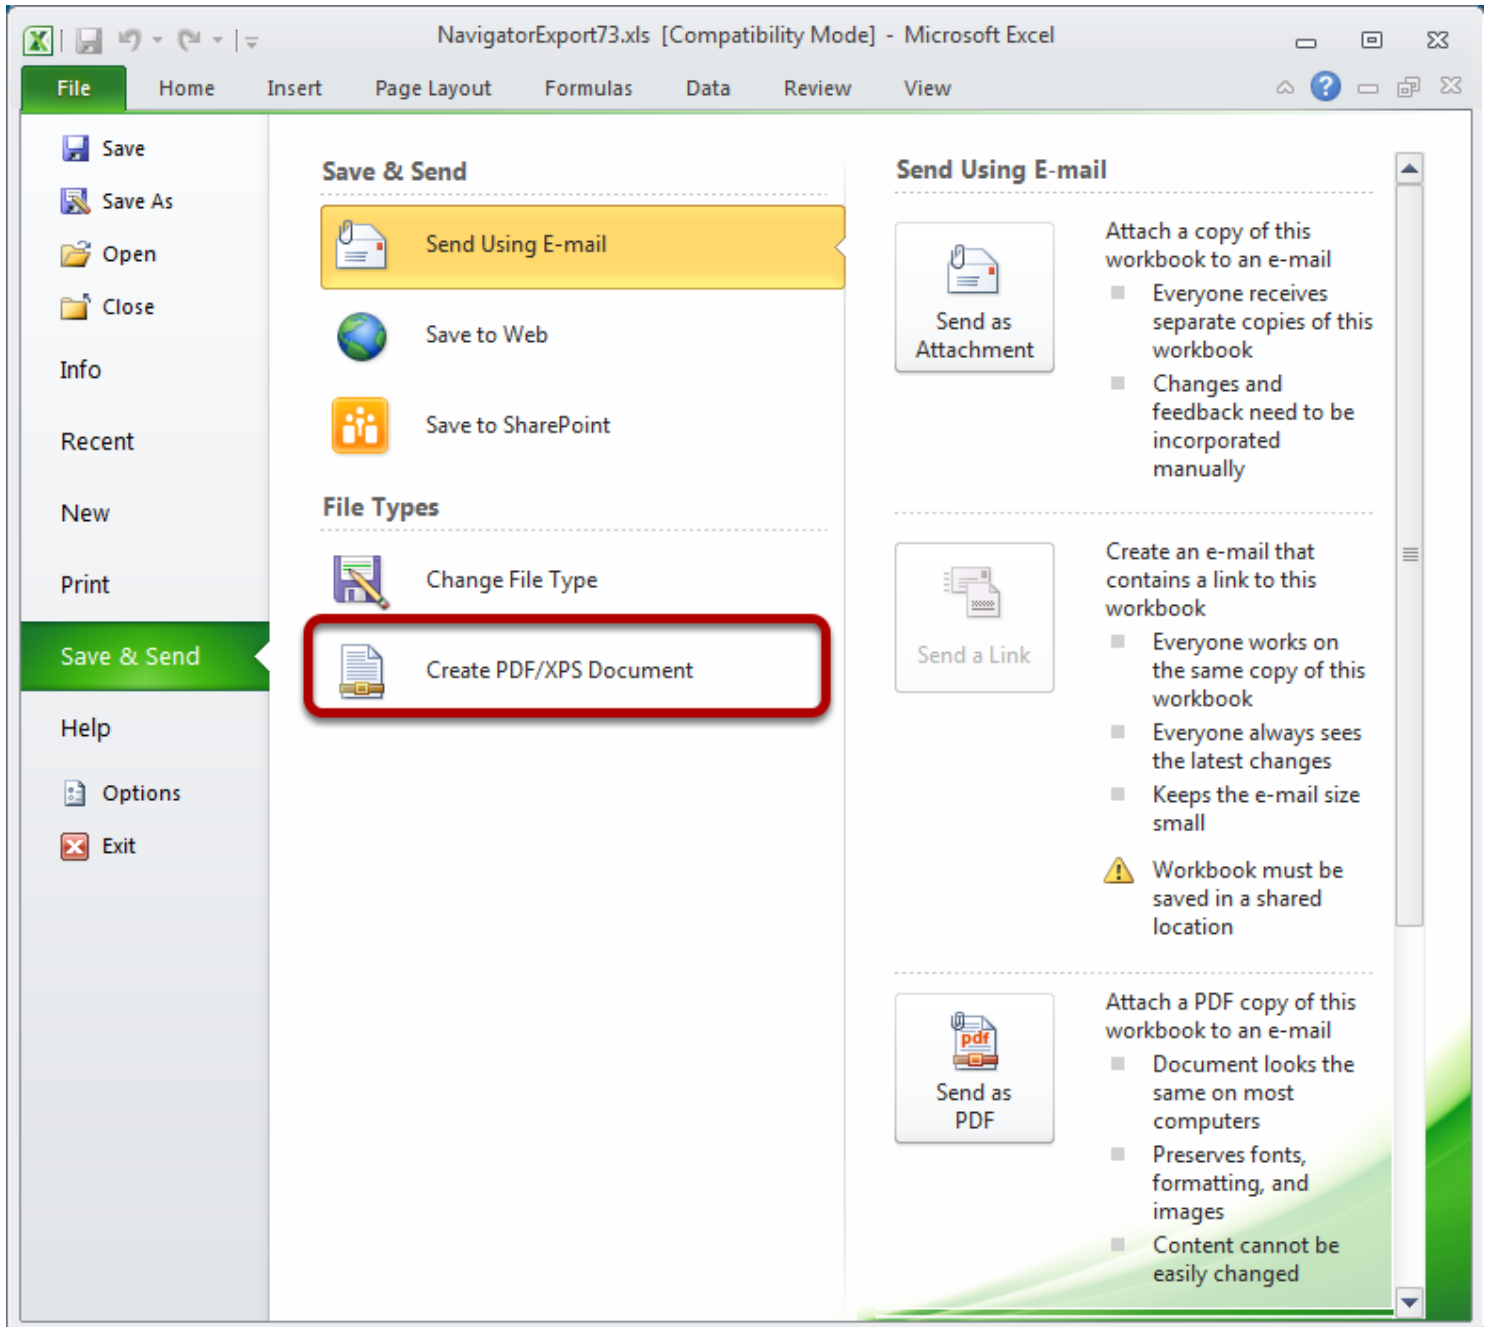 NavigatorExport73.xls [Compatibility Mode] - Microsoft Excel
File Home Insert Page Layout Formulas Data Review View
Save
Save As
Open
Close
Info
Recent
New
Print
Save & Send
Help
Options
Exit
Save & Send
Send Using E-mail
Save to Web
Save to SharePoint
File Types
Change File Type
Create PDF/XPS Document
Send Using E-mail
Send as
Attachment
Attach a copy of this
workbook to an e-mail
Everyone receives
separate copies of this
workbook
Changes and
feedback need to be
incorporated
manually
Send a Link
Create an e-mail that
contains a link to this
workbook
Everyone works on
the same copy of this
workbook
Everyone always sees
the latest changes
Keeps the e-mail size
small
Workbook must be
saved in a shared
location
pdf
Send as
PDF
Attach a PDF copy of this
workbook to an e-mail
Document looks the
same on most
computers
Preserves fonts,
formatting, and
images
Content cannot be
easily changed